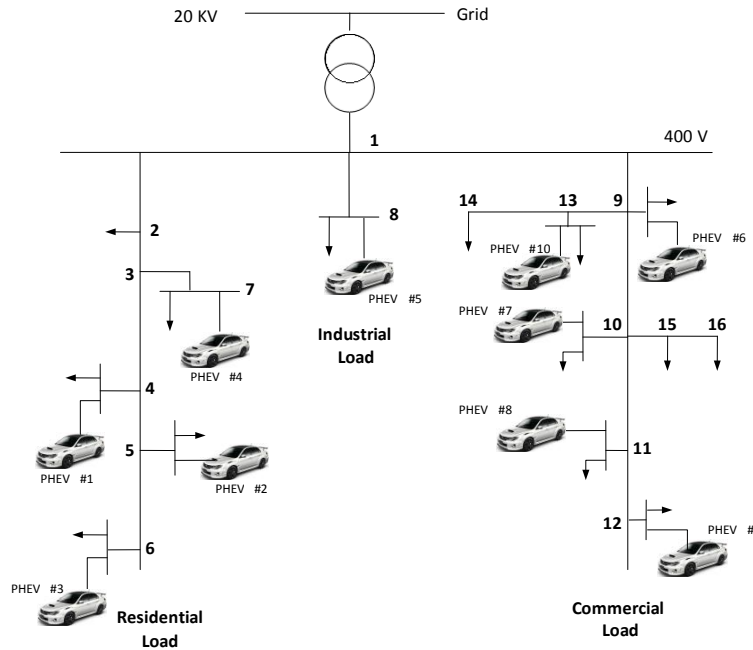 20 KV
Grid
1
400 V
2
3
7
PHEV #4
4
PHEV #1
5
PHEV #2
6
PHEV #3
Residential
Load
8
PHEV #5
Industrial
Load
14
13
9
PHEV #10
PHEV #6
PHEV #7
10
15
16
PHEV #8
11
12
PHEV #
Commercial
Load